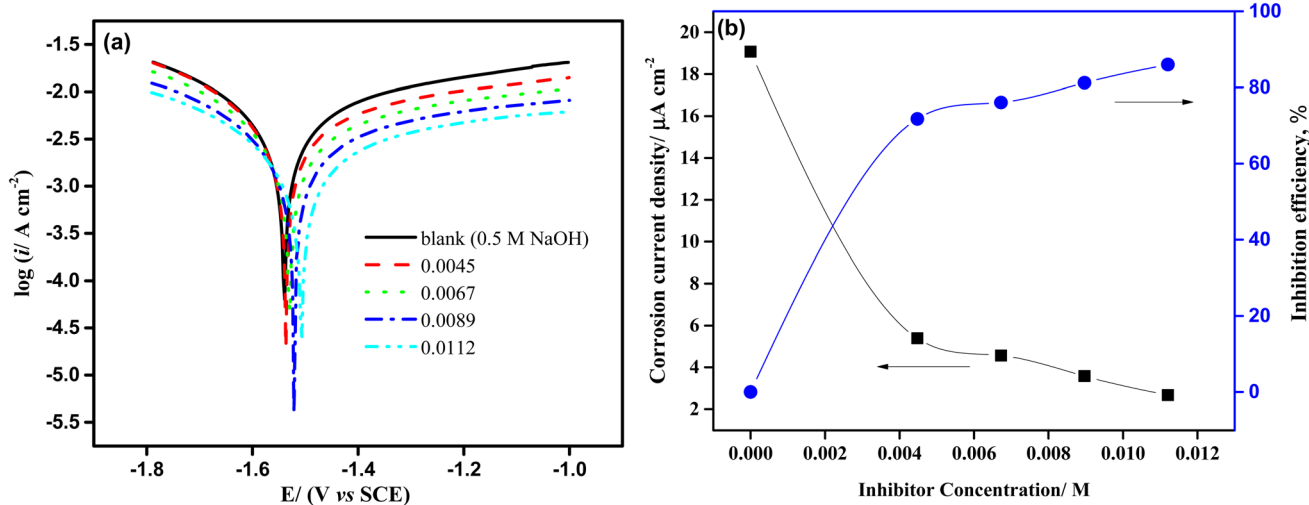 (a)
-1.5
-2.0
-2.5
-3.0
-3.5
-4.0
-4.5
-5.0
-5.5
log (i/ A cm-2)
blank (0.5 M NaOH)
0.0045
0.0067
0.0089
0.0112
-1.8 -1.6 -1.4 -1.2 -1.0
E/ (V vs SCE)
(b)
20
18
16
14
12
10
8
6
4
2
Corrosion current density/ μA cm-2
100
80
60
40
20
0
Inhibition efficiency, %
0.000 0.002 0.004 0.006 0.008 0.010 0.012
Inhibitor Concentration/ M